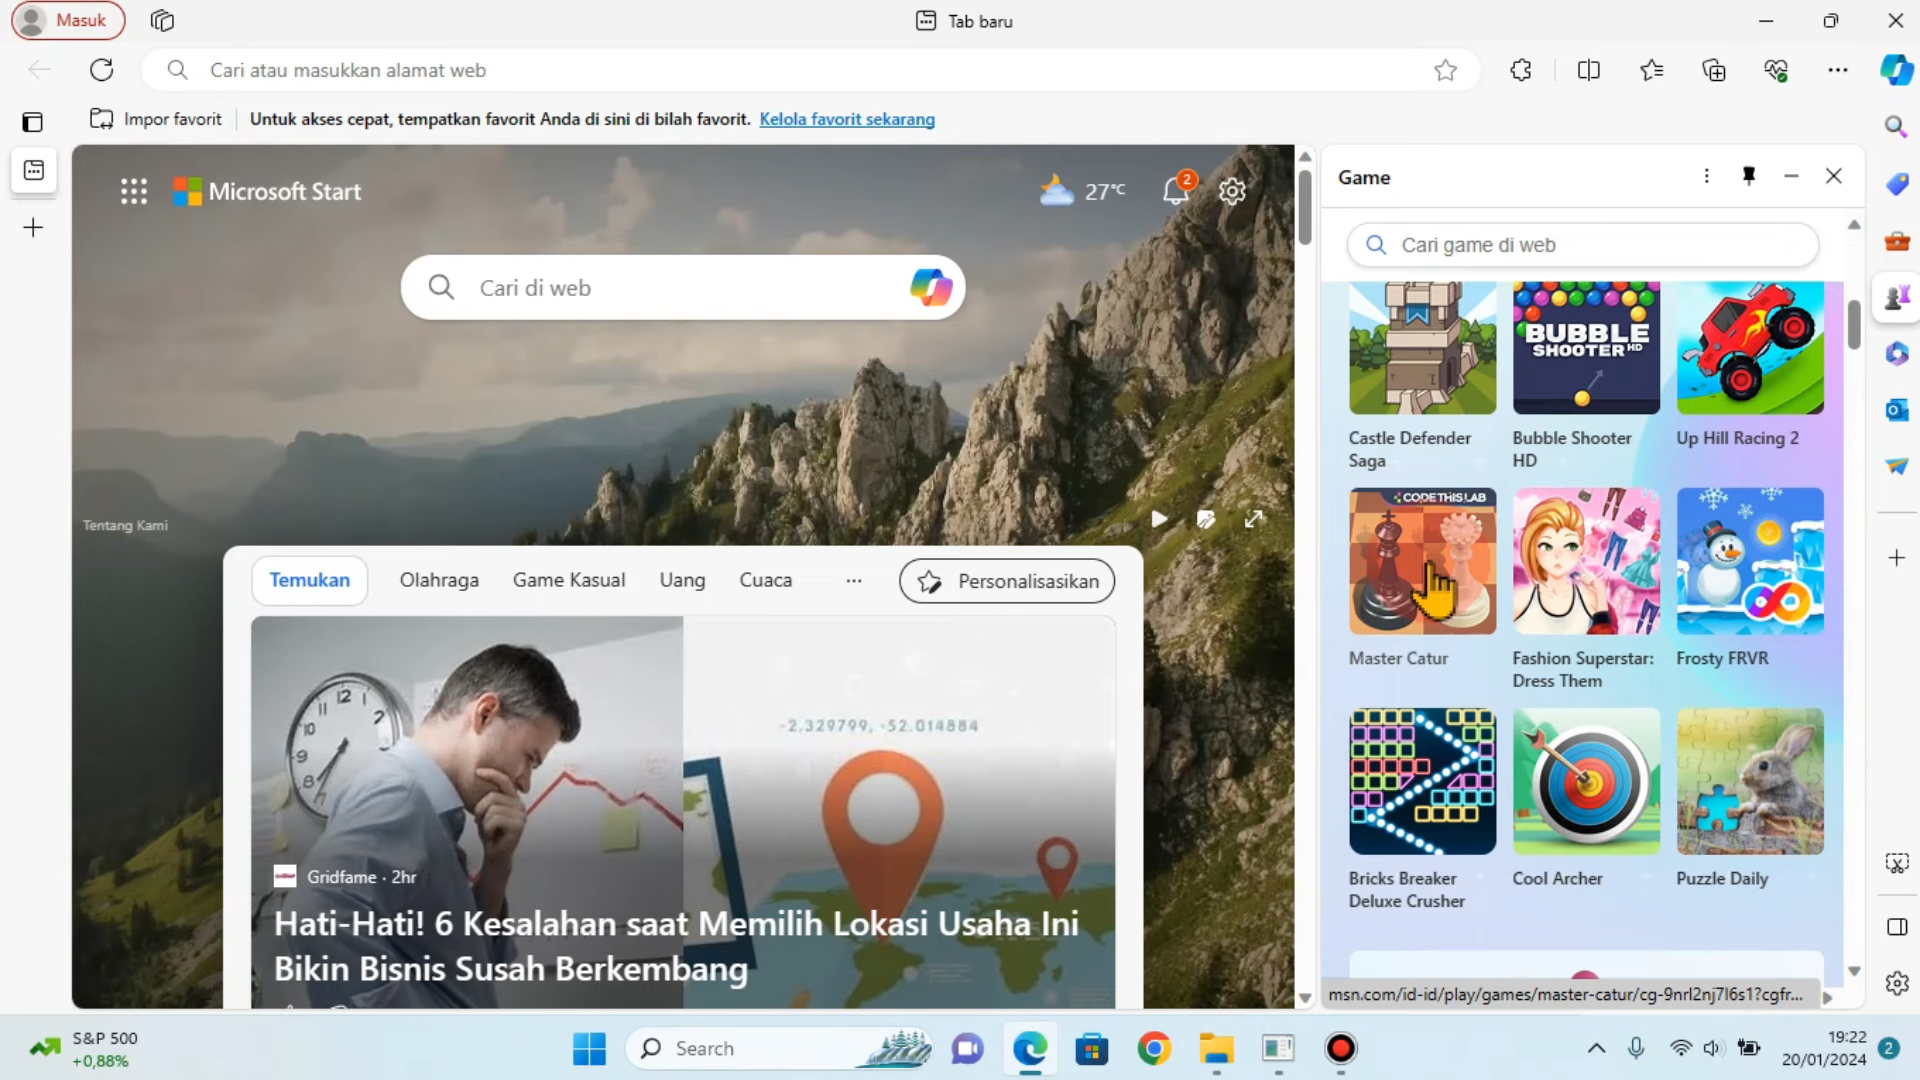 Masuk
Tab baru
Cari atau masukkan alamat web
Impor favorit
Untuk akses cepat, tempatkan favorit Anda di sini di bilah favorit. Kelola favorit sekarang
Microsoft Start
27°C
2
Cari di web
Tentang Kami
Temukan
Olahraga
Game Kasual
Uang
Cuaca
Personalisasikan
12
9
8
-2.329799, -52.014884
Gridfame · 2hr
Hati-Hati! 6 Kesalahan saat Memilih Lokasi Usaha Ini
Bikin Bisnis Susah Berkembang
Game
Cari game di web
BUBBLE
SHOOTER HD
Castle Defender
Saga
Bubble Shooter
HD
Up Hill Racing 2
CODETHISLAB
Master Catur
Fashion Superstar:
Dress Them
Frosty FRVR
Bricks Breaker
Deluxe Crusher
Cool Archer
Puzzle Daily
msn.com/id-id/play/games/master-catur/cg-9nrl2nj7l6s1?cgfr...
S&P 500
+0,88%
Search
19:22
20/01/2024
2